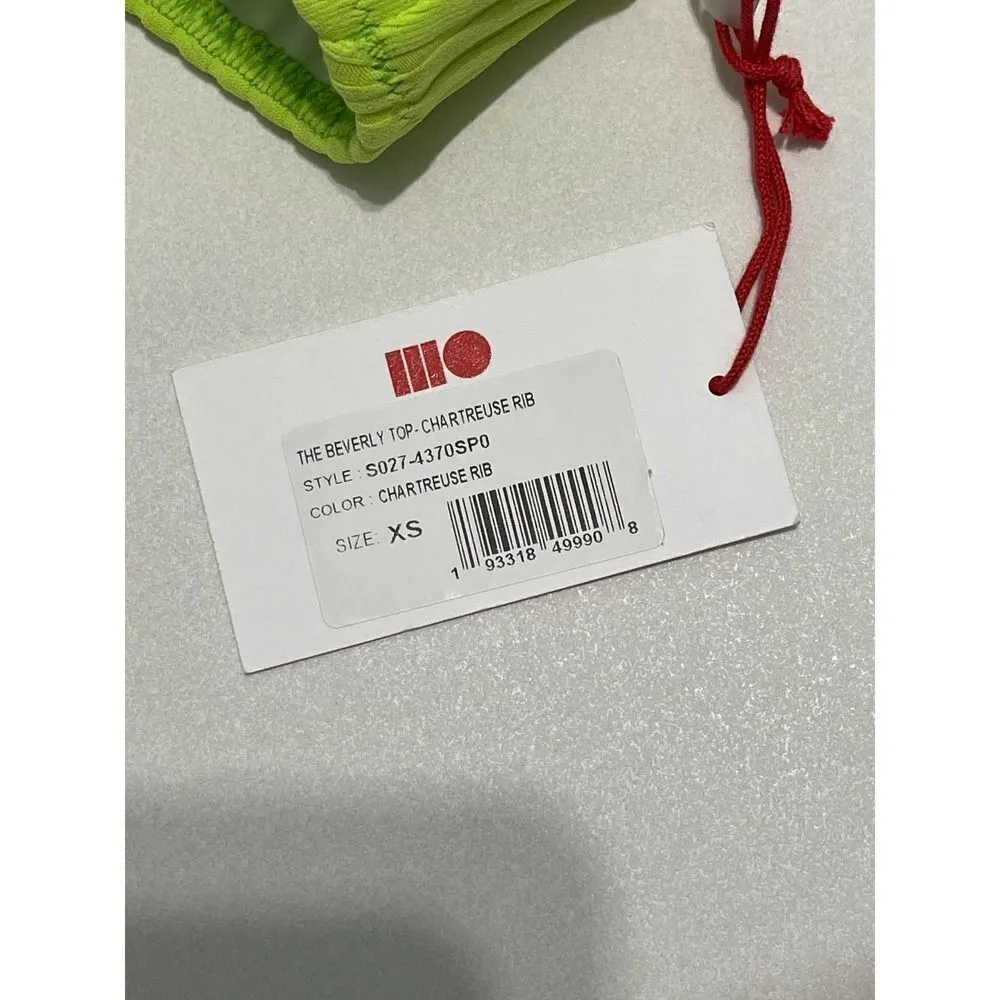 THE BEVERLY TOP- CHARTREUSE RIB
STYLE : S027-4370SP0
COLOR : CHARTREUSE RIB
SIZE: XS
1 93318 49990 8